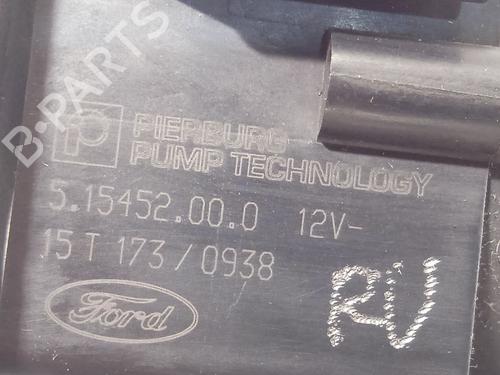 B-PARTS
PIERBURG
PUMP TECHNOLOGY
5.15452.00.0 12V-
15 T 173 / 0938
Ford
RV